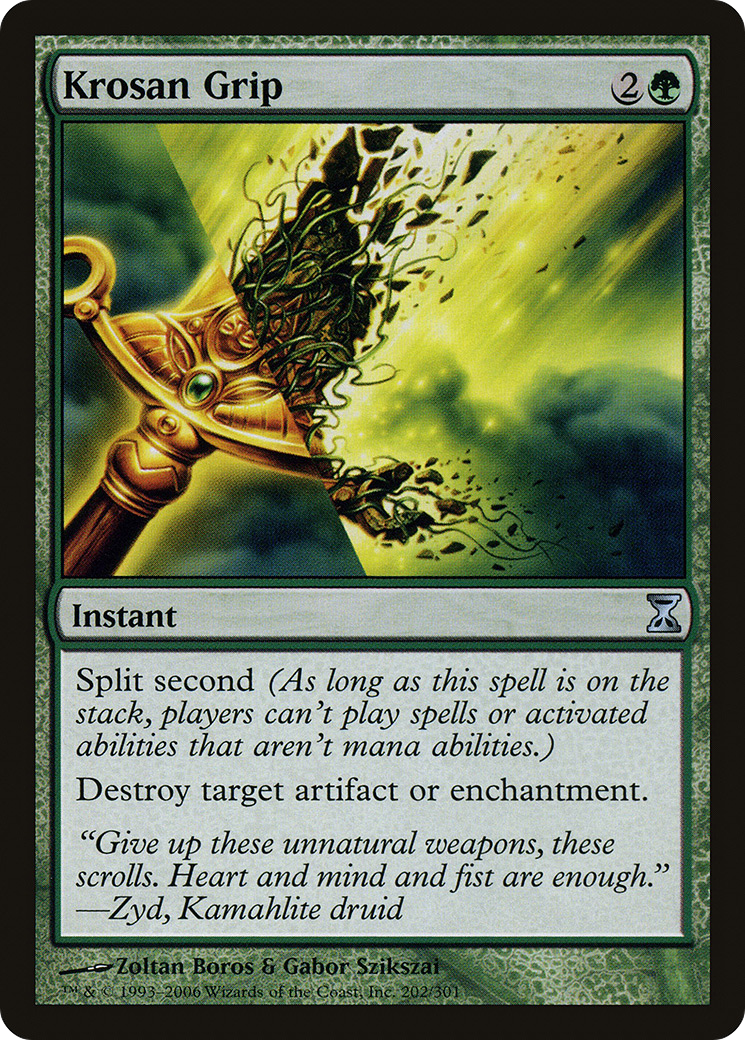 Krosan Grip 2
Instant
Split second (As long as this spell is on the
stack, players can't play spells or activated
abilities that aren't mana abilities.)
Destroy target artifact or enchantment.
“Give up these unnatural weapons, these
scrolls. Heart and mind and fist are enough.”
—Zyd, Kamahlite druid
Zoltan Boros & Gabor Szikszai
™ & © 1993–2006 Wizards of the Coast, Inc. 202/301